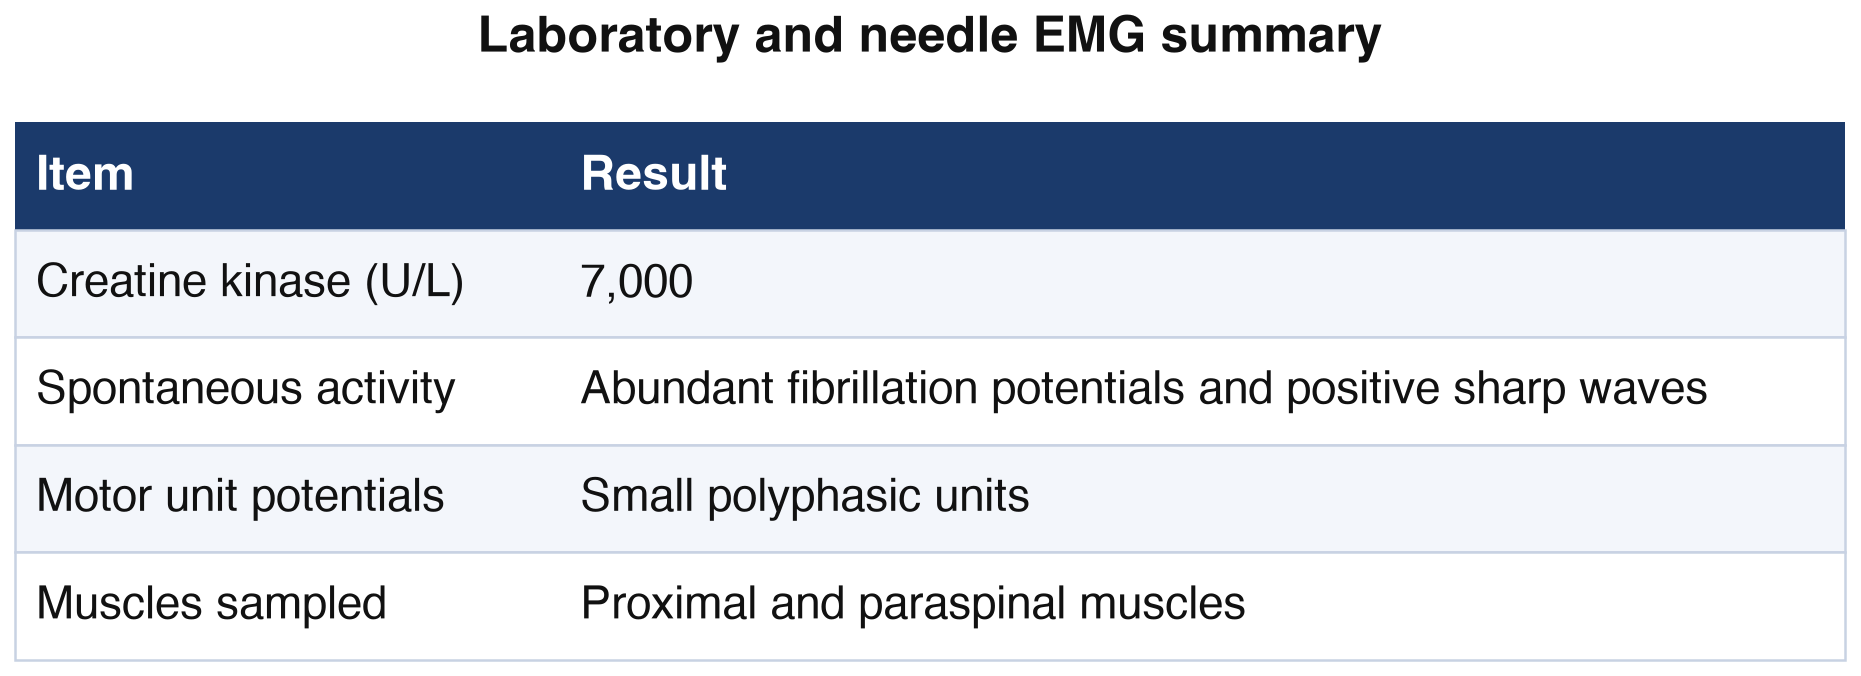 Laboratory and needle EMG summary
Item Result
Creatine kinase (U/L) 7,000
Spontaneous activity Abundant fibrillation potentials and positive sharp waves
Motor unit potentials Small polyphasic units
Muscles sampled Proximal and paraspinal muscles